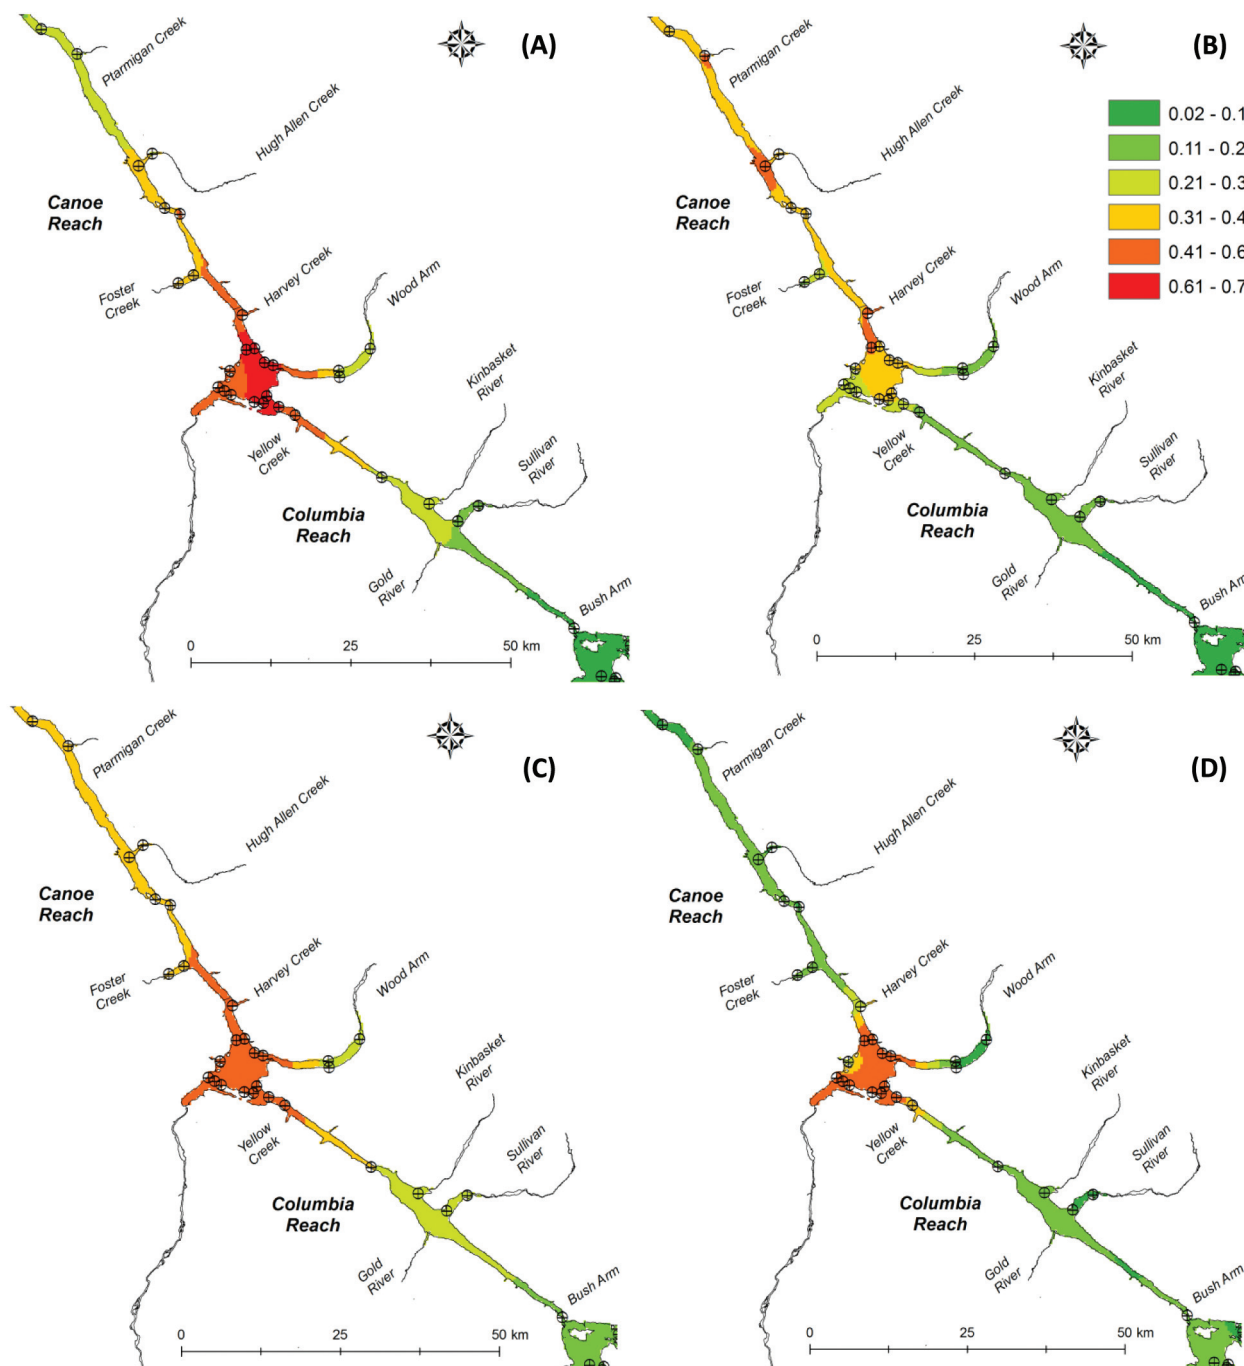 (A)
Ptarmigan Creek
Hugh Allen Creek
Canoe
Reach
Foster
Creek
Harvey Creek
Wood Arm
Kinbasket
River
Yellow
Creek
Sullivan
River
Columbia
Reach
Gold
River
Bush Arm
0 25 50 km
(B)
0.02 - 0.1
0.11 - 0.2
0.21 - 0.3
0.31 - 0.4
0.41 - 0.6
0.61 - 0.7
Ptarmigan Creek
Hugh Allen Creek
Canoe
Reach
Foster
Creek
Harvey Creek
Wood Arm
Kinbasket
River
Yellow
Creek
Sullivan
River
Columbia
Reach
Gold
River
Bush Arm
0 25 50 km
(C)
Ptarmigan Creek
Hugh Allen Creek
Canoe
Reach
Foster
Creek
Harvey Creek
Wood Arm
Kinbasket
River
Yellow
Creek
Sullivan
River
Columbia
Reach
Gold
River
Bush Arm
0 25 50 km
(D)
Ptarmigan Creek
Hugh Allen Creek
Canoe
Reach
Foster
Creek
Harvey Creek
Wood Arm
Kinbasket
River
Yellow
Creek
Sullivan
River
Columbia
Reach
Gold
River
Bush Arm
0 25 50 km